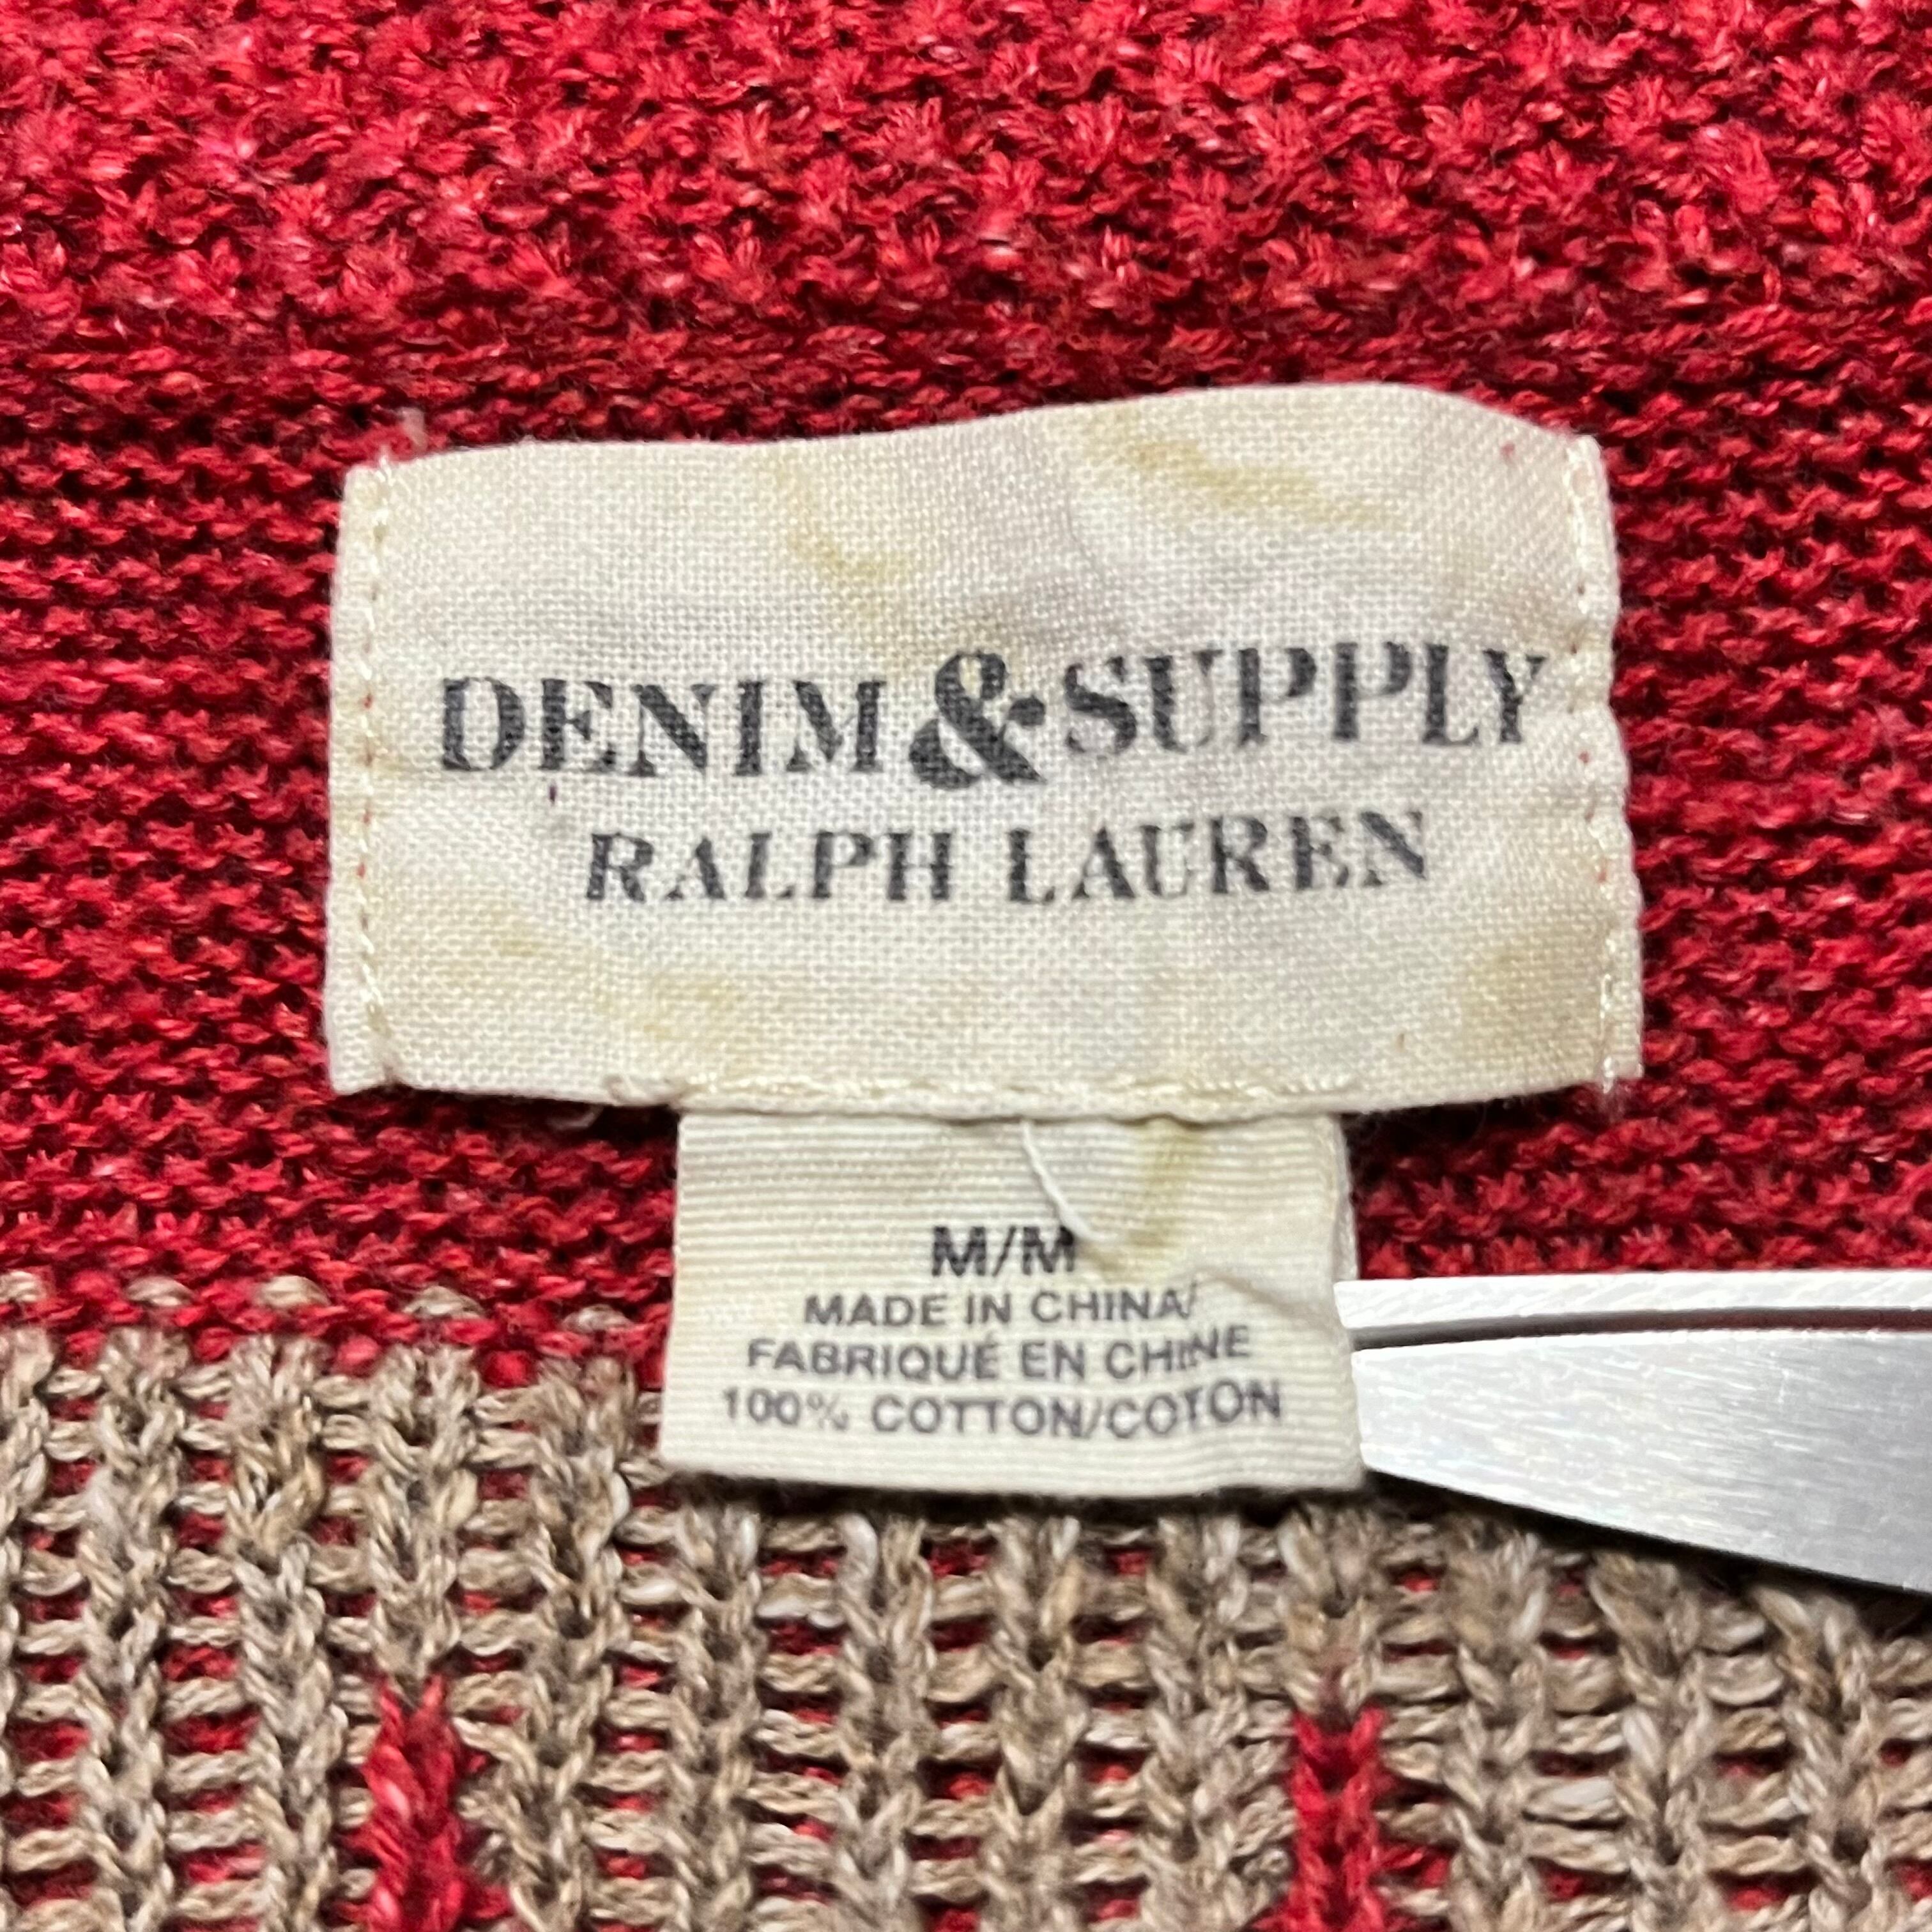 DENIM & SUPPLY
RALPH LAUREN
M/M
MADE IN CHINA/
FABRIQUÉ EN CHINE
100% COTTON/COTON